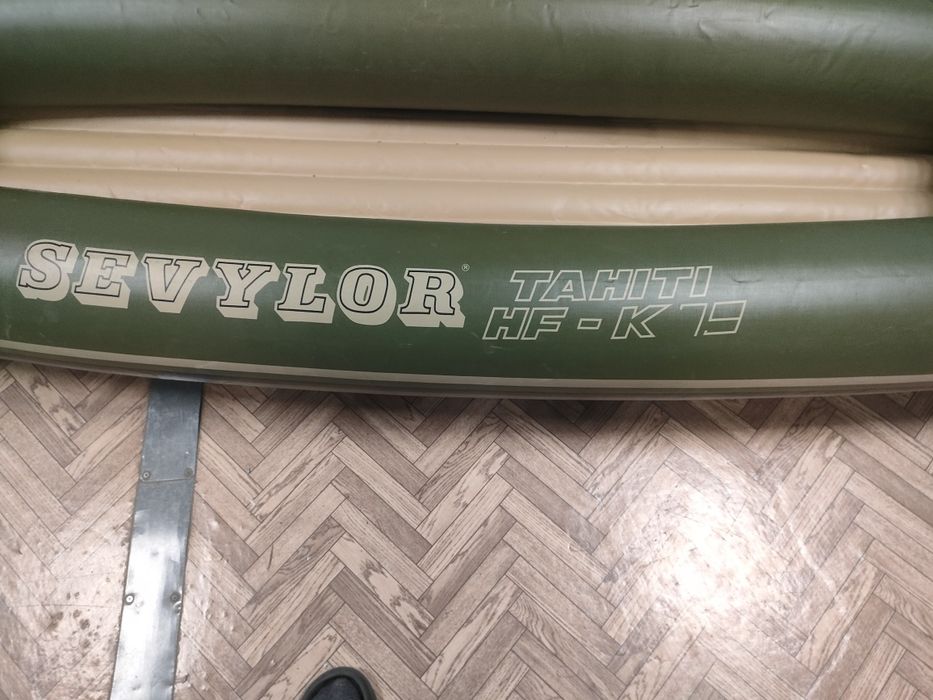 SEVYLOR®
TAHITI
HF - K